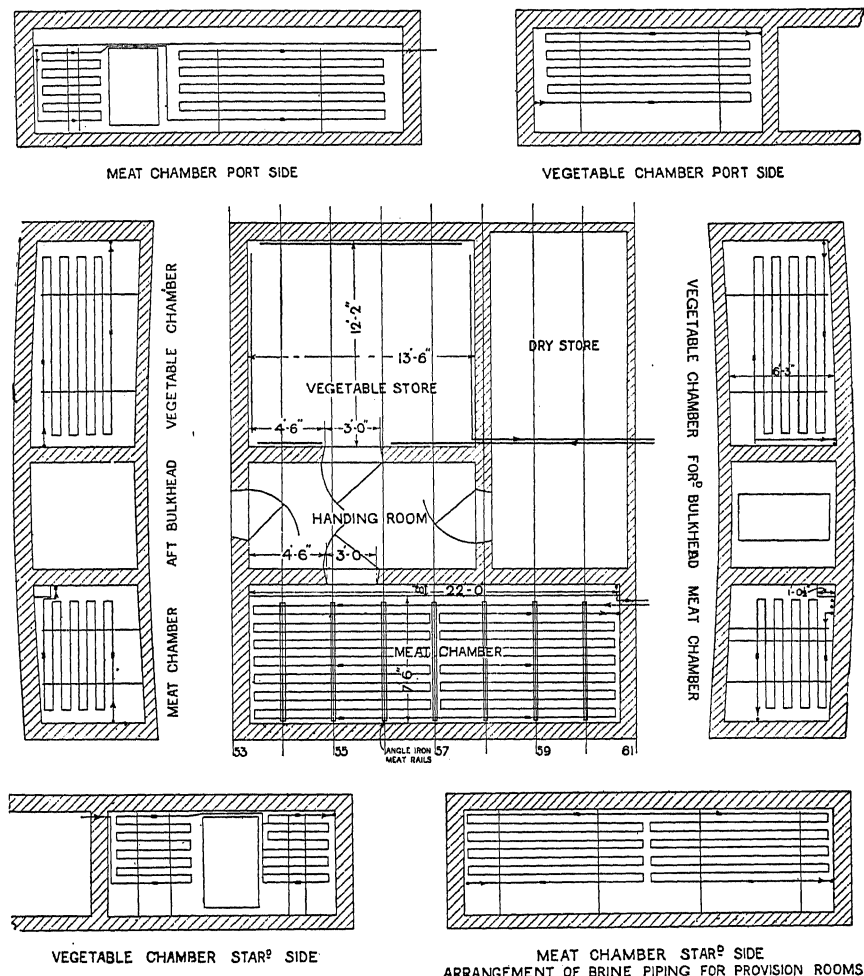 MEAT CHAMBER PORT SIDE
VEGETABLE CHAMBER PORT SIDE
MEAT CHAMBER AFT BULKHEAD VEGETABLE CHAMBER
12'-2"
13'-6"
VEGETABLE STORE
4'-6" 3'-0"
DRY STORE
HANDING ROOM
4'-6" 3'-0
22'-0
MEAT CHAMBER
7'-6"
53 55 57 59 61
ANGLE IRON
MEAT RAILS
VEGETABLE CHAMBER FORD BULKHEAD MEAT CHAMBER
6'-3"
VEGETABLE CHAMBER STARD SIDE
MEAT CHAMBER STARD SIDE
ARRANGEMENT OF BRINE PIPING FOR PROVISION ROOMS